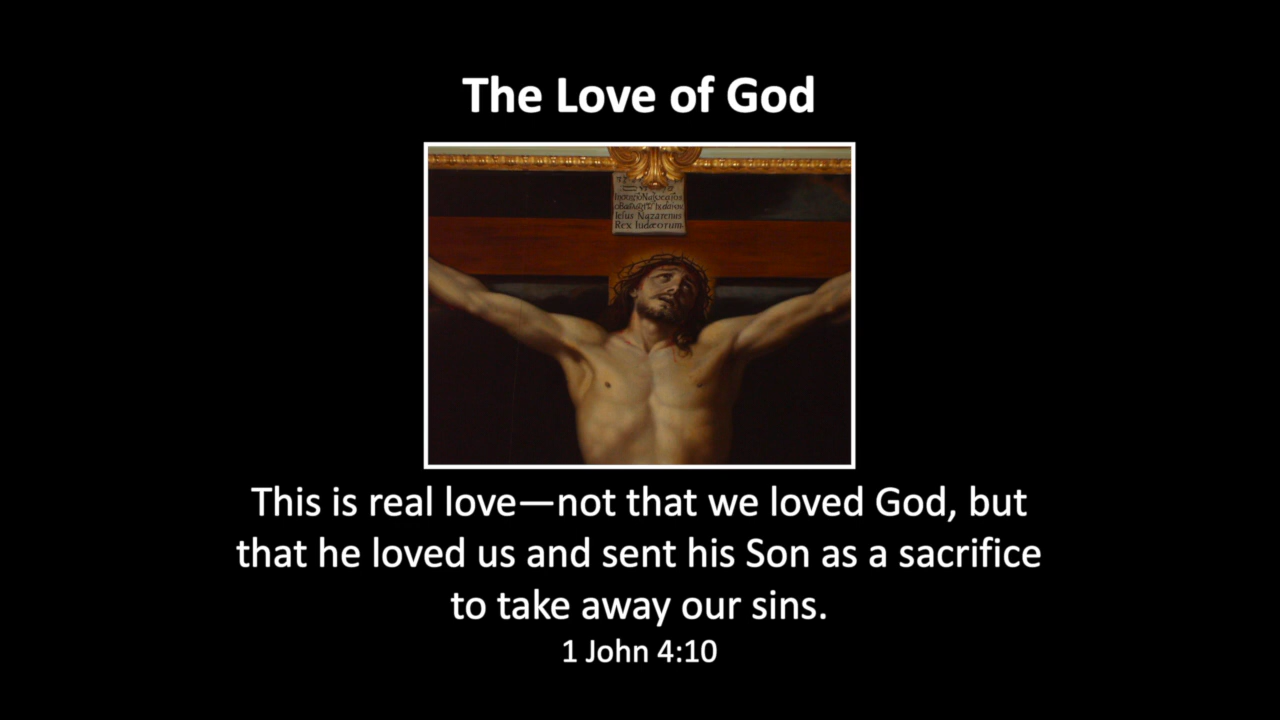 The Love of God
Iesus Nazarenus
Rex Iudæorum
This is real love—not that we loved God, but
that he loved us and sent his Son as a sacrifice
to take away our sins.
1 John 4:10